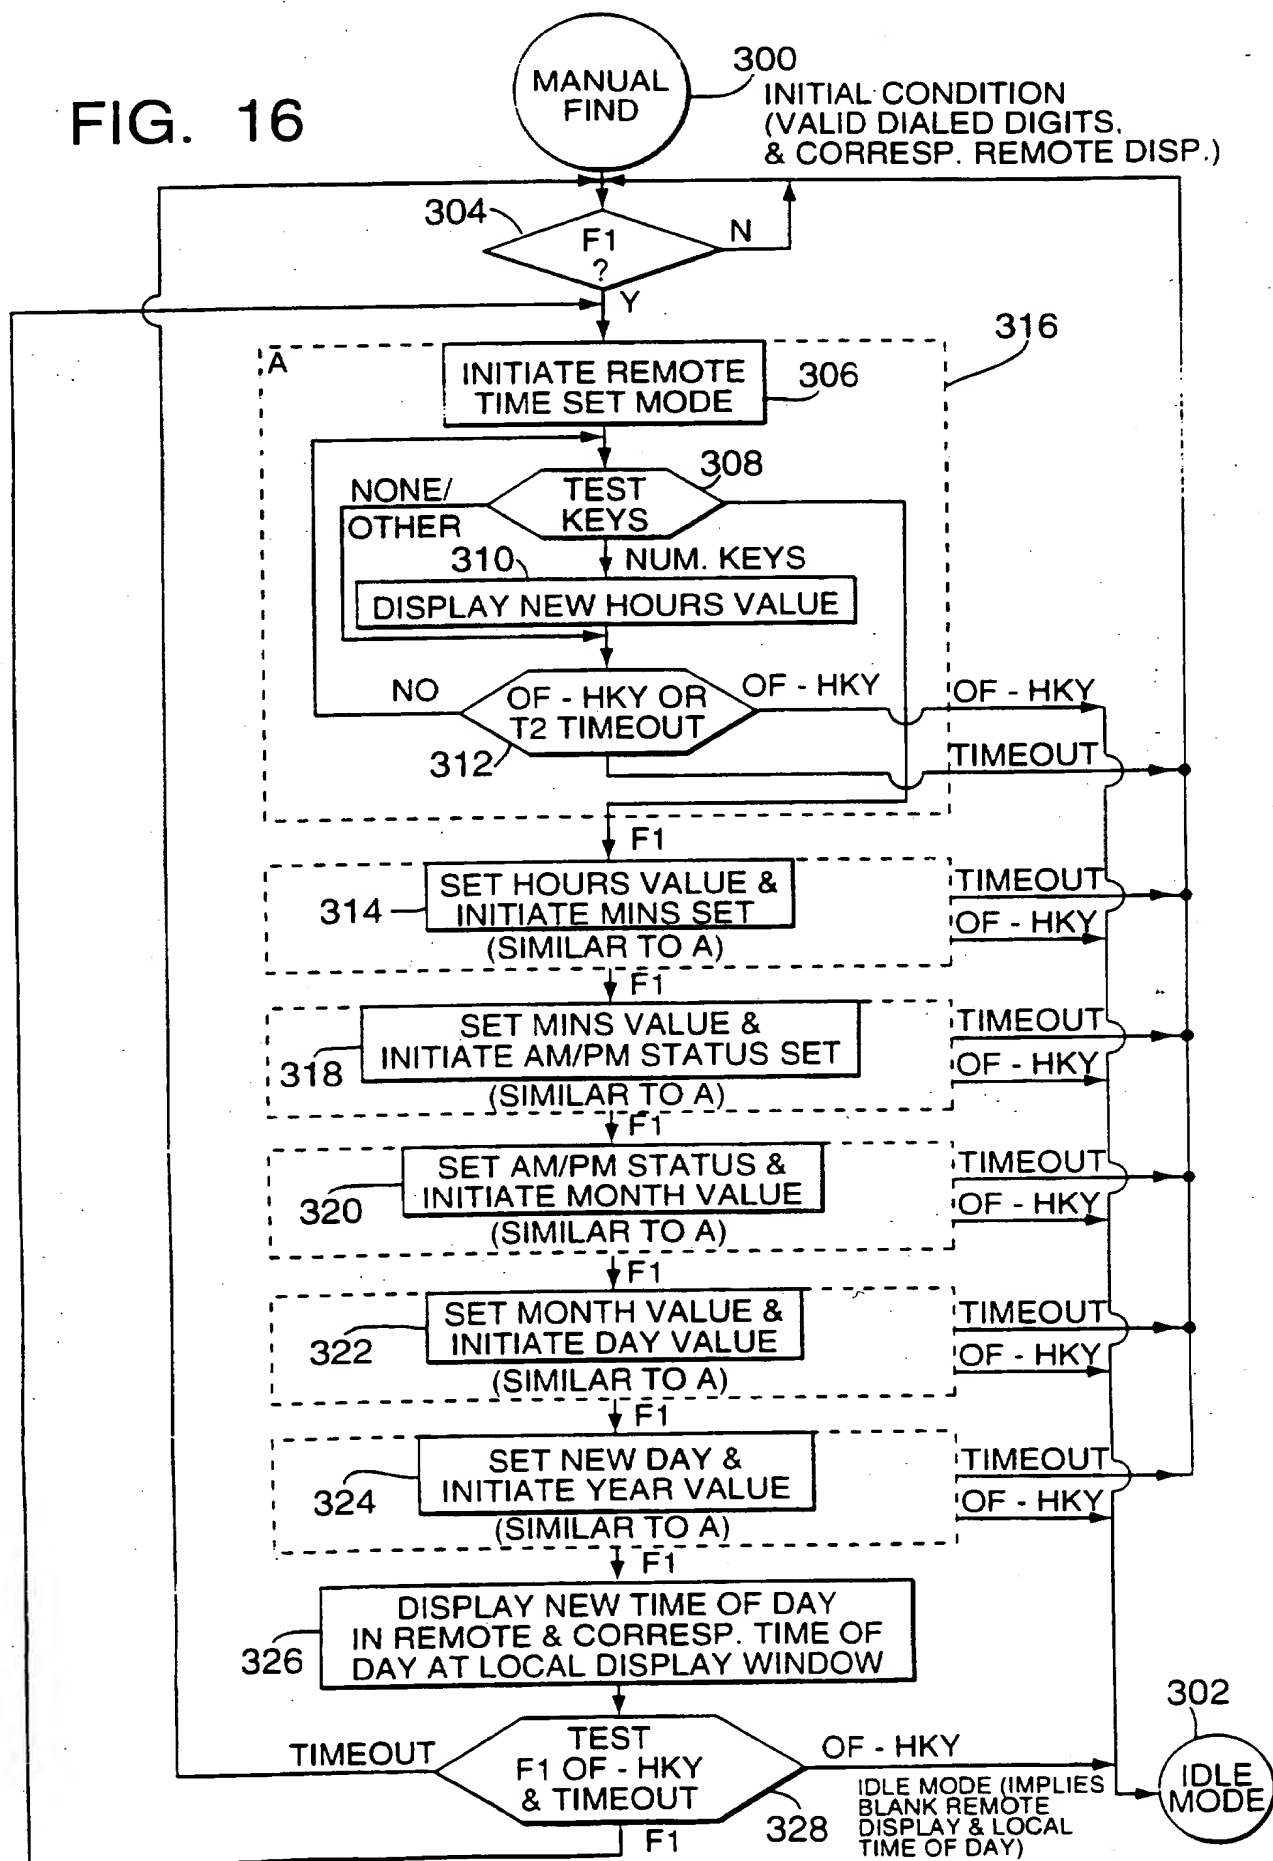 FIG. 16
MANUAL
FIND
300
INITIAL CONDITION
(VALID DIALED DIGITS,
& CORRESP. REMOTE DISP.)
304
F1
?
N
Y
316
A
INITIATE REMOTE
TIME SET MODE
306
308
NONE/
OTHER
TEST
KEYS
310
NUM. KEYS
DISPLAY NEW HOURS VALUE
NO
OF - HKY OR
T2 TIMEOUT
OF - HKY
OF - HKY
312
TIMEOUT
F1
314
SET HOURS VALUE &
INITIATE MINS SET
(SIMILAR TO A)
TIMEOUT
OF - HKY
F1
318
SET MINS VALUE &
INITIATE AM/PM STATUS SET
(SIMILAR TO A)
TIMEOUT
OF - HKY
F1
320
SET AM/PM STATUS &
INITIATE MONTH VALUE
(SIMILAR TO A)
TIMEOUT
OF - HKY
F1
322
SET MONTH VALUE &
INITIATE DAY VALUE
(SIMILAR TO A)
TIMEOUT
OF - HKY
F1
324
SET NEW DAY &
INITIATE YEAR VALUE
(SIMILAR TO A)
TIMEOUT
OF - HKY
F1
326
DISPLAY NEW TIME OF DAY
IN REMOTE & CORRESP. TIME OF
DAY AT LOCAL DISPLAY WINDOW
TIMEOUT
TEST
F1 OF - HKY
& TIMEOUT
OF - HKY
328
F1
IDLE MODE (IMPLIES
BLANK REMOTE
DISPLAY & LOCAL
TIME OF DAY)
302
IDLE
MODE